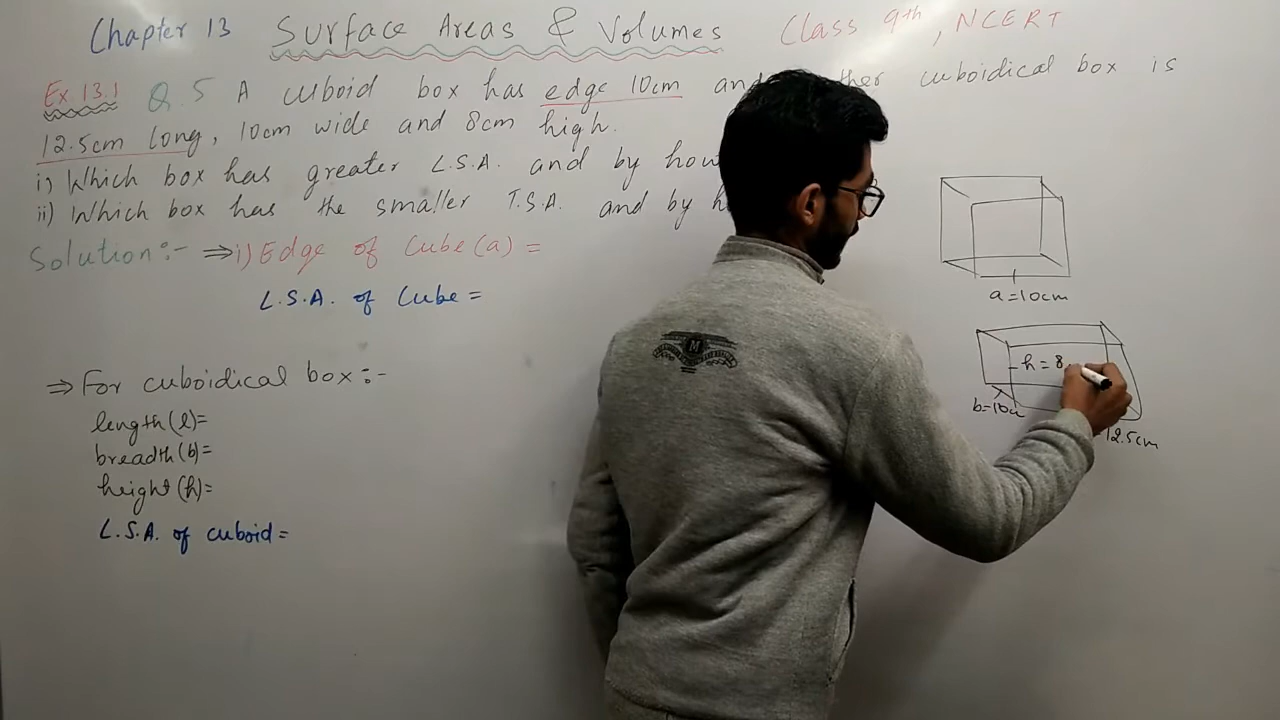 Chapter 13 Surface Areas & Volumes Class 9th, NCERT
Ex. 13.1 Q.5 A cuboid box has edge 10cm and cuboidical box is
12.5cm long, 10cm wide and 8cm high.
i) Which box has greater L.S.A. and by how
ii) Which box has the smaller T.S.A. and by
Solution:- ⇒ i) Edge of Cube(a) =
L.S.A. of Cube =
a=10cm
⇒ For cuboidical box:-
length(l)=
breadth(b)=
height(h)=
L.S.A. of cuboid=
h = 8
b=10c
12.5cm
M